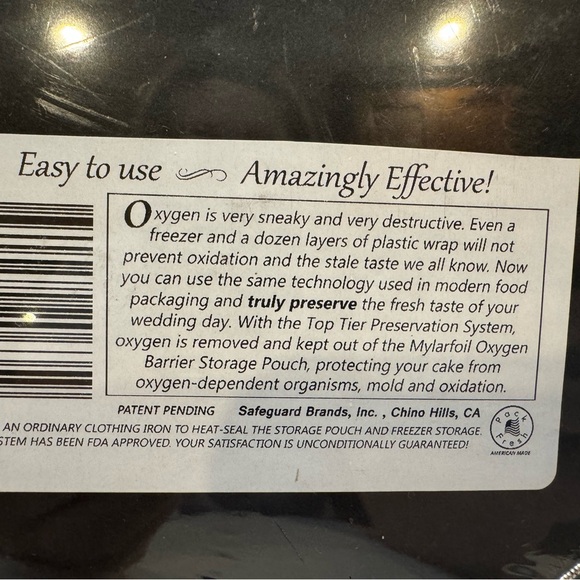 Easy to use Amazingly Effective!
Oxygen is very sneaky and very destructive. Even a
freezer and a dozen layers of plastic wrap will not
prevent oxidation and the stale taste we all know. Now
you can use the same technology used in modern food
packaging and truly preserve the fresh taste of your
wedding day. With the Top Tier Preservation System,
oxygen is removed and kept out of the Mylarfoil Oxygen
Barrier Storage Pouch, protecting your cake from
oxygen-dependent organisms, mold and oxidation.
PATENT PENDING Safeguard Brands, Inc. , Chino Hills, CA
AN ORDINARY CLOTHING IRON TO HEAT-SEAL THE STORAGE POUCH AND FREEZER STORAGE.
STEM HAS BEEN FDA APPROVED. YOUR SATISFACTION IS UNCONDITIONALLY GUARANTEED!
Pack Fresh
AMERICAN MADE